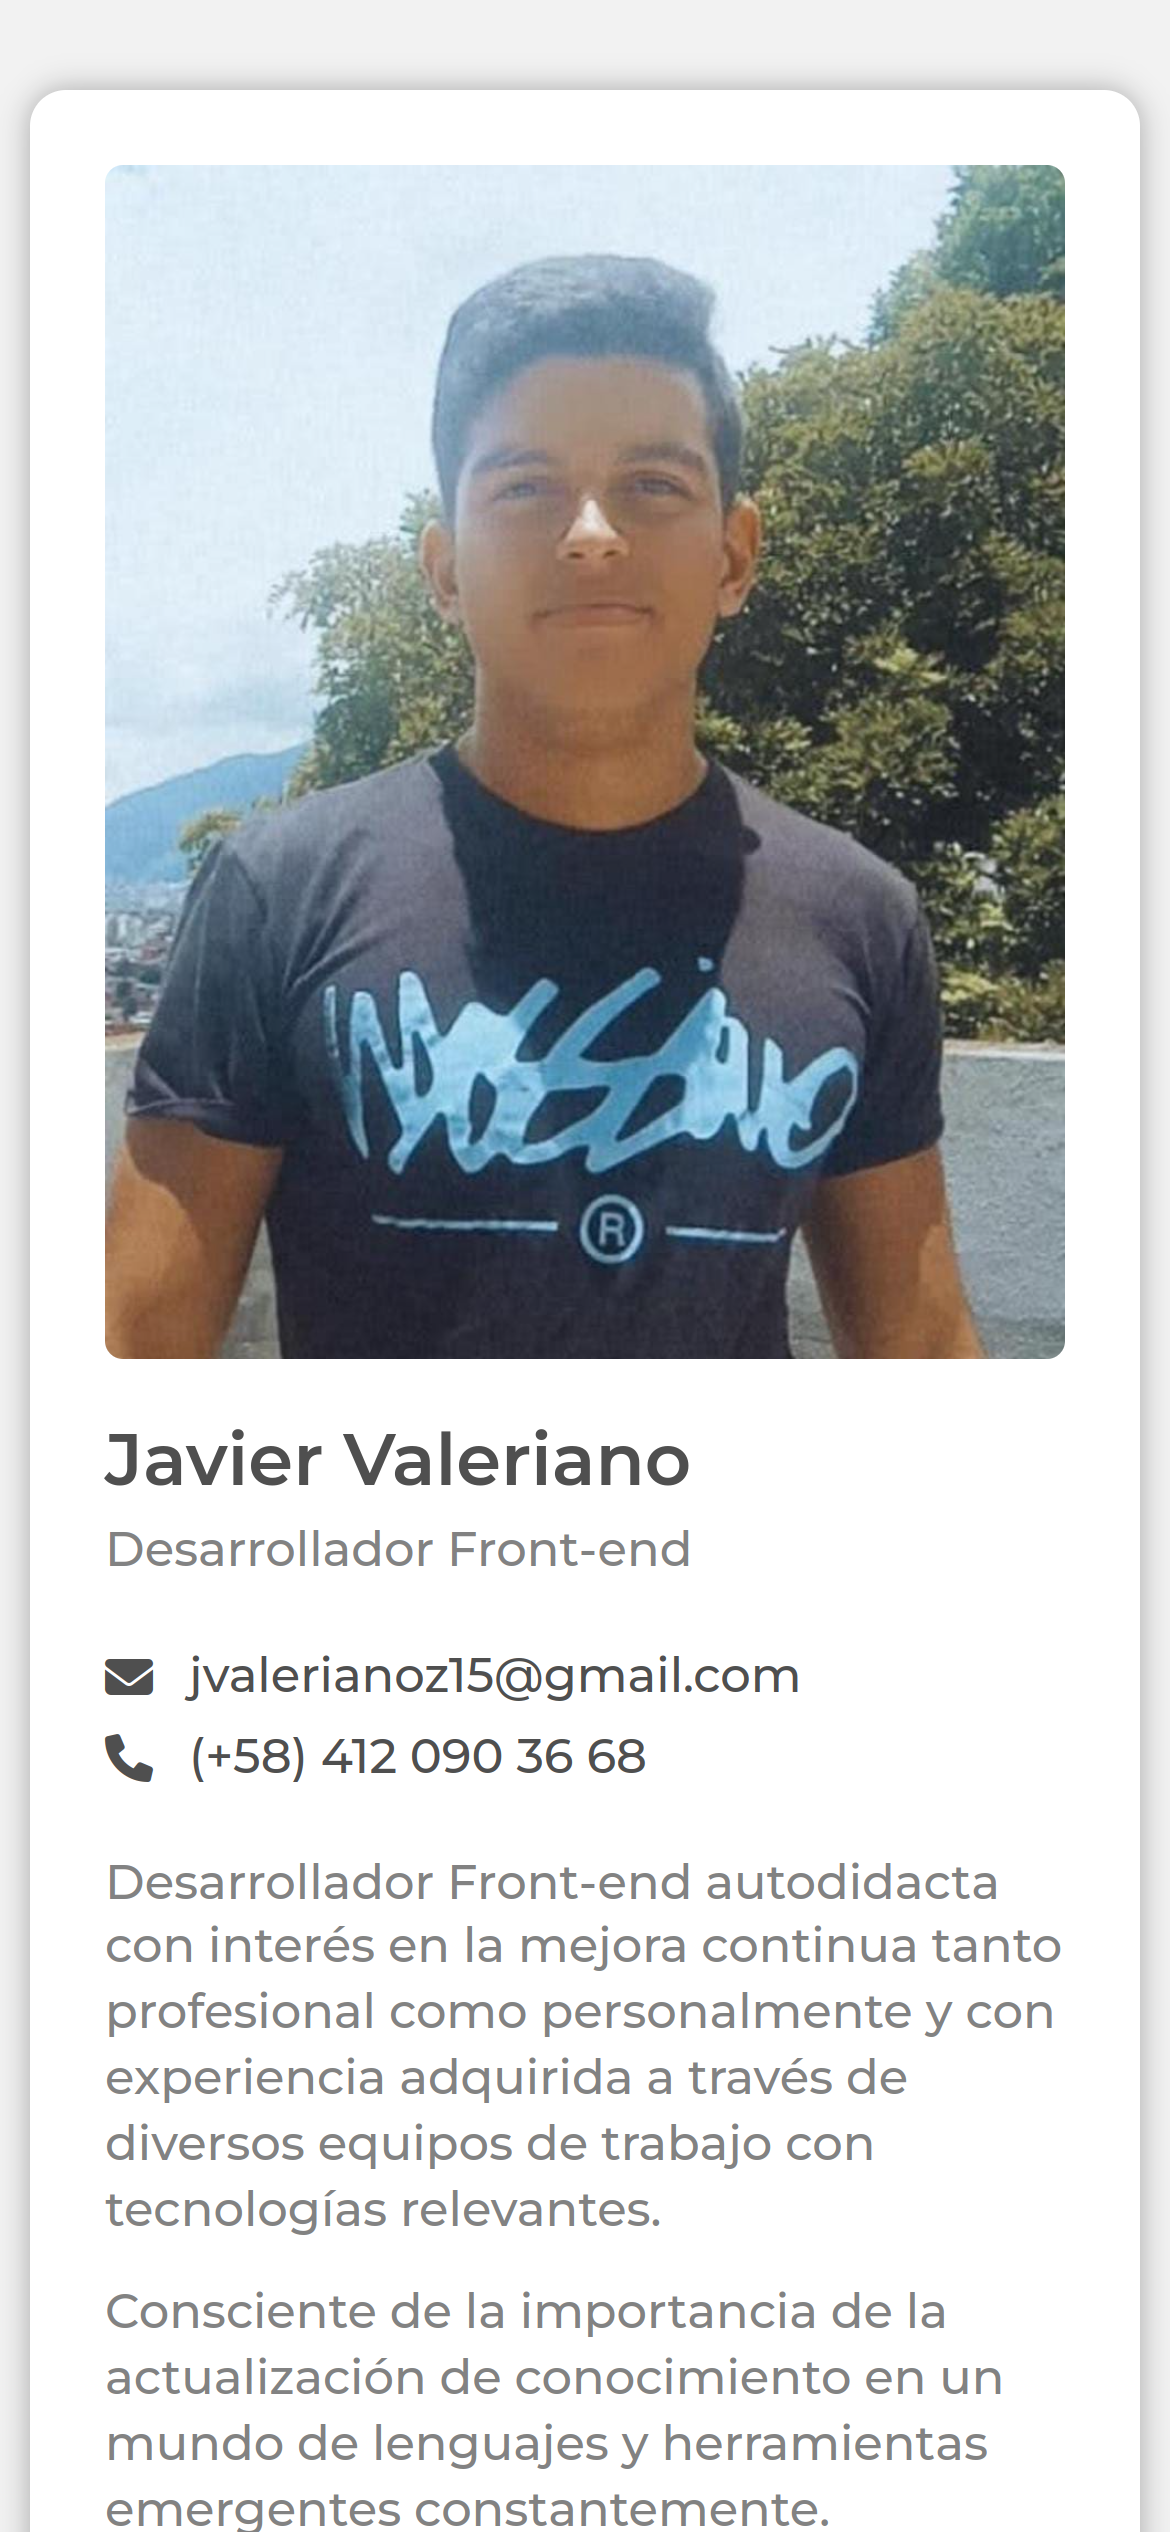 MOSSIMO
R
Javier Valeriano
Desarrollador Front-end
jvalerianoz15@gmail.com
(+58) 412 090 36 68
Desarrollador Front-end autodidacta
con interés en la mejora continua tanto
profesional como personalmente y con
experiencia adquirida a través de
diversos equipos de trabajo con
tecnologías relevantes.
Consciente de la importancia de la
actualización de conocimiento en un
mundo de lenguajes y herramientas
emergentes constantemente.